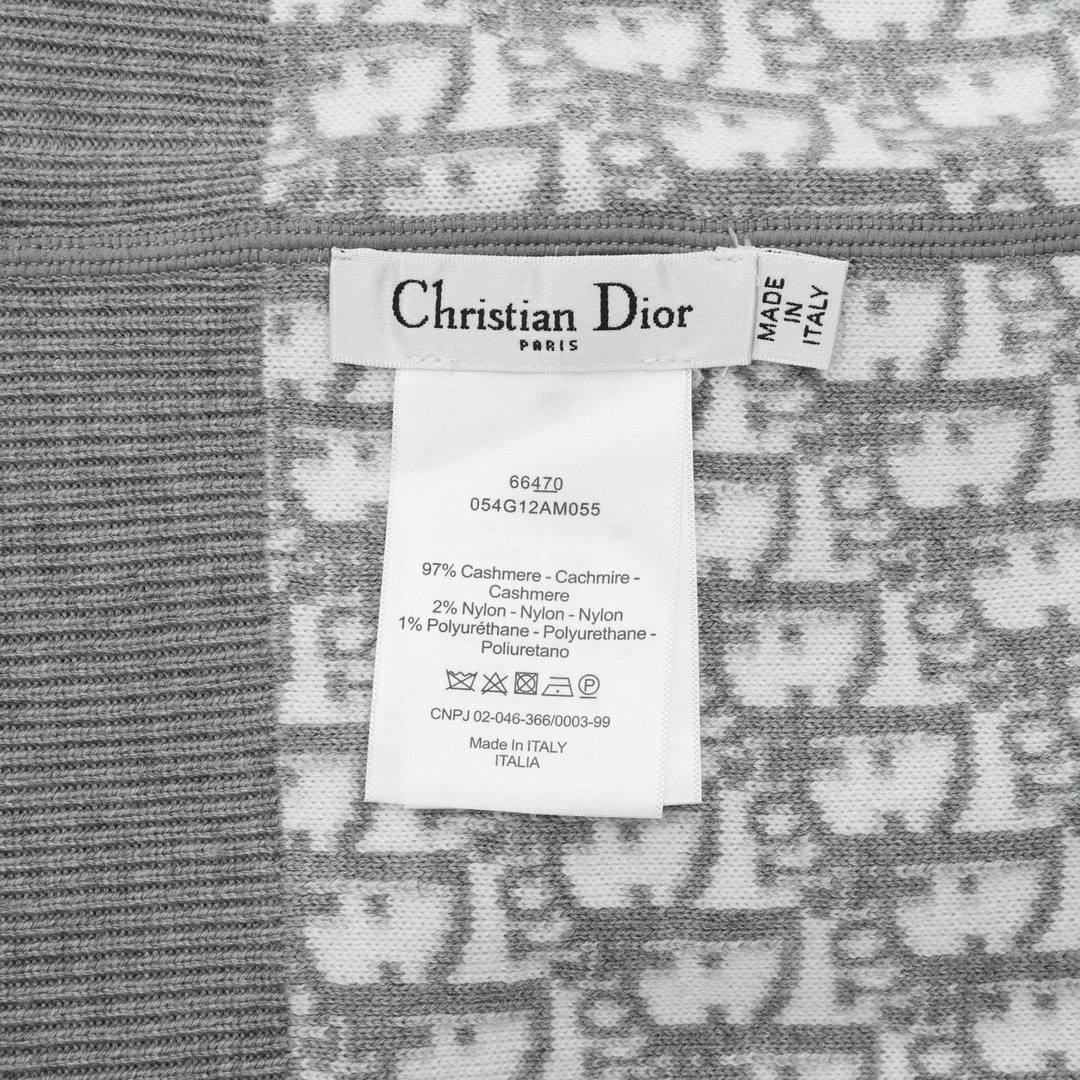 Christian Dior
PARIS
MADE
IN
ITALY
66470
054G12AM055
97% Cashmere - Cachmire -
Cashmere
2% Nylon - Nylon - Nylon
1% Polyuréthane - Polyurethane -
Poliuretano
P
CNPJ 02-046-366/0003-99
Made In ITALY
ITALIA